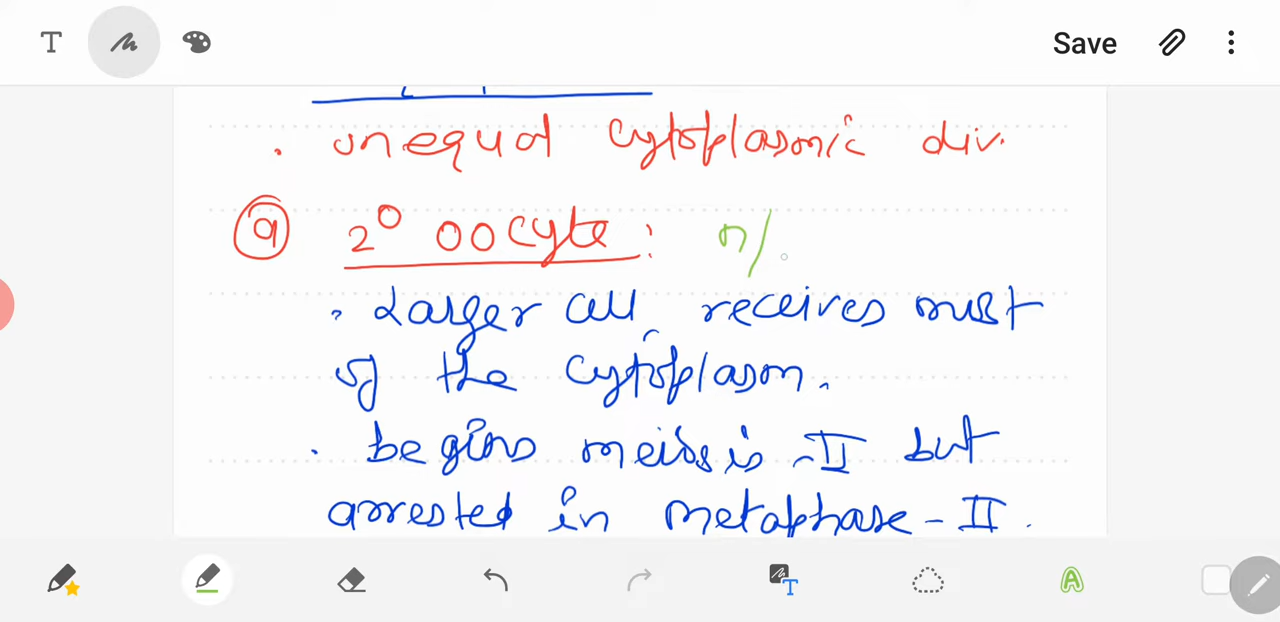 T Save
. unequal cytoplasmic div.
a 2° oocyte : n/
. Larger cell receives most
of the cytoplasm.
. begins meiosis-II but
arrested in metaphase-II.
T A